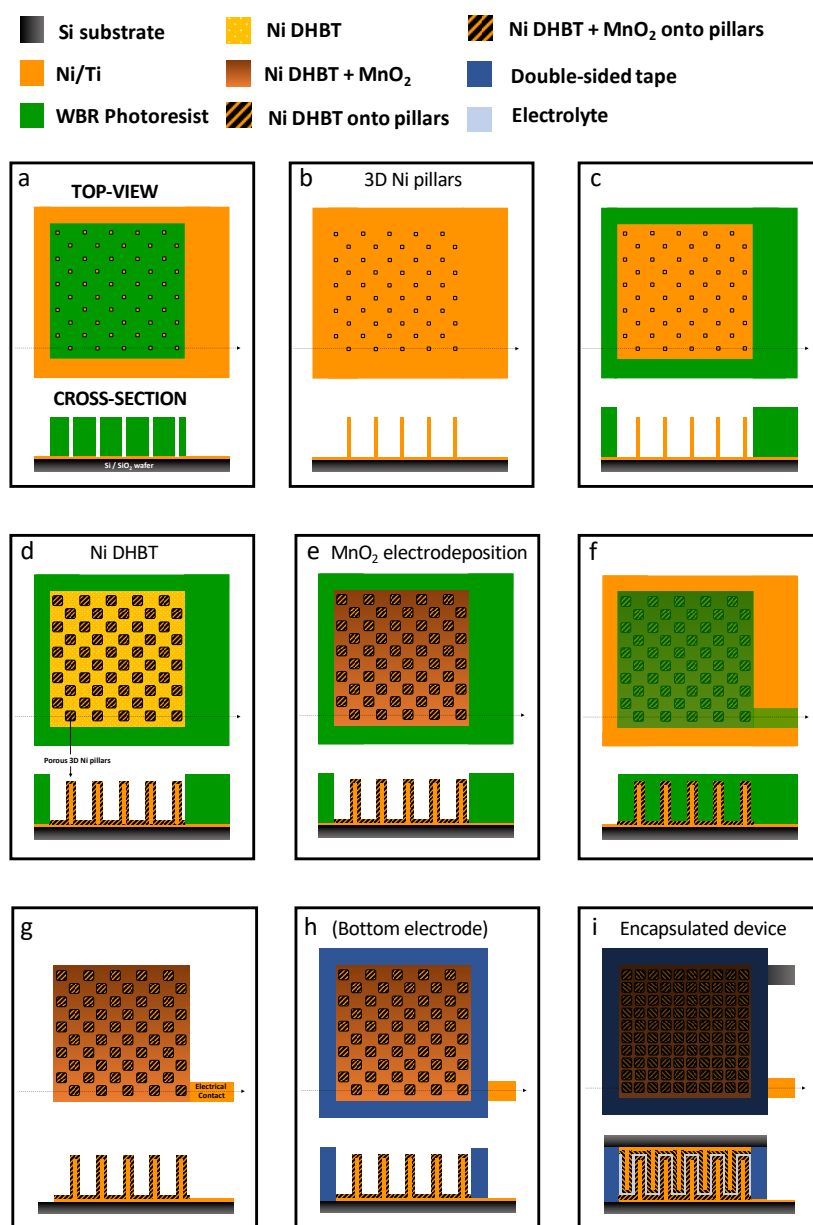 Si substrate
Ni DHBT
Ni DHBT + MnO₂ onto pillars
Ni/Ti
Ni DHBT + MnO₂
Double-sided tape
WBR Photoresist
Ni DHBT onto pillars
Electrolyte
a
TOP-VIEW
CROSS-SECTION
Si / SiO₂ wafer
b
3D Ni pillars
c
d
Ni DHBT
Porous 3D Ni pillars
e
MnO₂ electrodeposition
f
g
Electrical
Contact
h
(Bottom electrode)
i
Encapsulated device